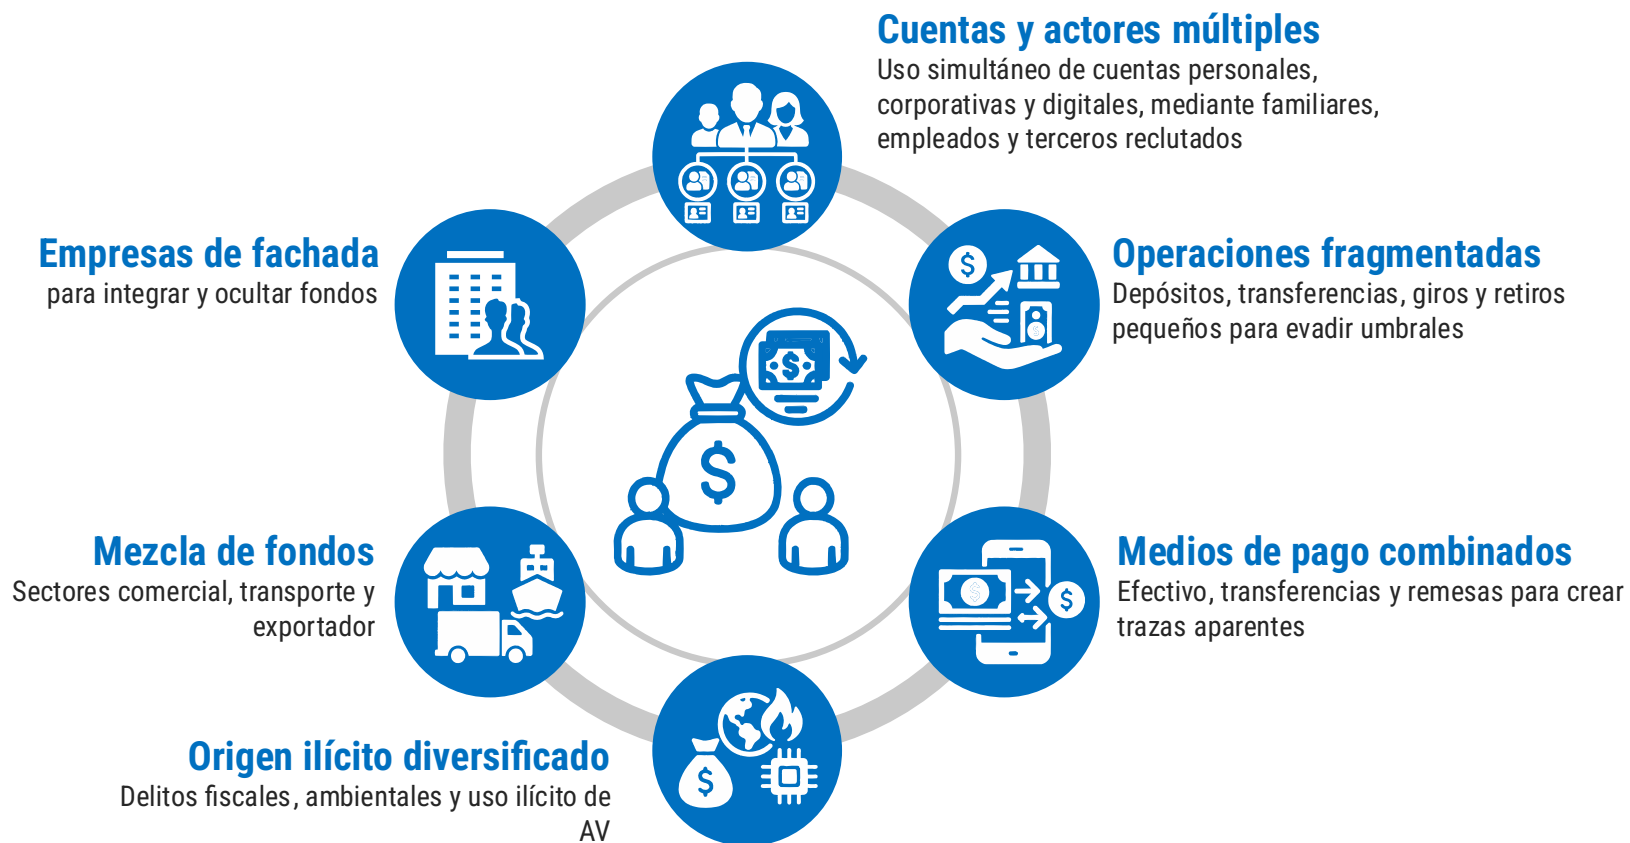 Cuentas y actores múltiples
Uso simultáneo de cuentas personales,
corporativas y digitales, mediante familiares,
empleados y terceros reclutados
Empresas de fachada
para integrar y ocultar fondos
Operaciones fragmentadas
Depósitos, transferencias, giros y retiros
pequeños para evadir umbrales
Mezcla de fondos
Sectores comercial, transporte y
exportador
Medios de pago combinados
Efectivo, transferencias y remesas para crear
trazas aparentes
Origen ilícito diversificado
Delitos fiscales, ambientales y uso ilícito de
AV